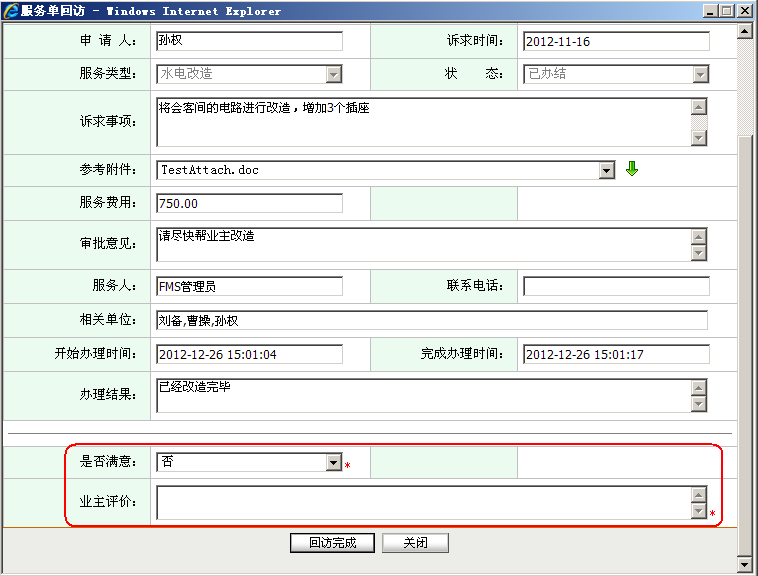 服务单回访 - Windows Internet Explorer
申 请 人： 孙权 诉求时间： 2012-11-16
服务类型： 水电改造 状 态： 已办结
诉求事项： 将会客间的电路进行改造，增加3个插座
参考附件： TestAttach.doc
服务费用： 750.00
审批意见： 请尽快帮业主改造
服务人： FMS管理员 联系电话：
相关单位： 刘备,曹操,孙权
开始办理时间： 2012-12-26 15:01:04 完成办理时间： 2012-12-26 15:01:17
办理结果： 已经改造完毕
是否满意： 否 *
业主评价： *
回访完成 关闭